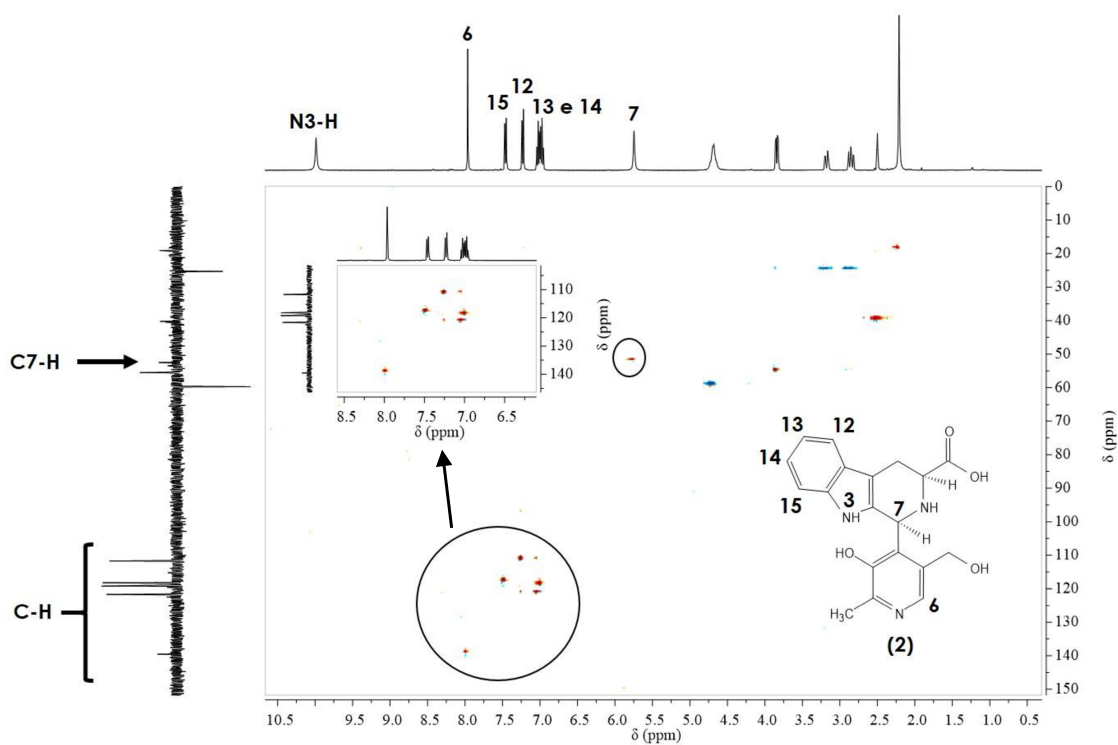 6
12
15
13 e 14
7
N3-H
0
10
20
30
40
50
60
70
80
90
100
110
120
130
140
150
δ (ppm)
110
120
130
140
δ (ppm)
8.5 8.0 7.5 7.0 6.5
δ (ppm)
C7-H
C-H
13 12
14
15
3
NH
7
NH
H
H
O
OH
HO
OH
H₃C
N
6
(2)
10.5 9.5 9.0 8.5 8.0 7.5 7.0 6.5 6.0 5.5 5.0 4.5 4.0 3.5 3.0 2.5 2.0 1.5 1.0 0.5
δ (ppm)